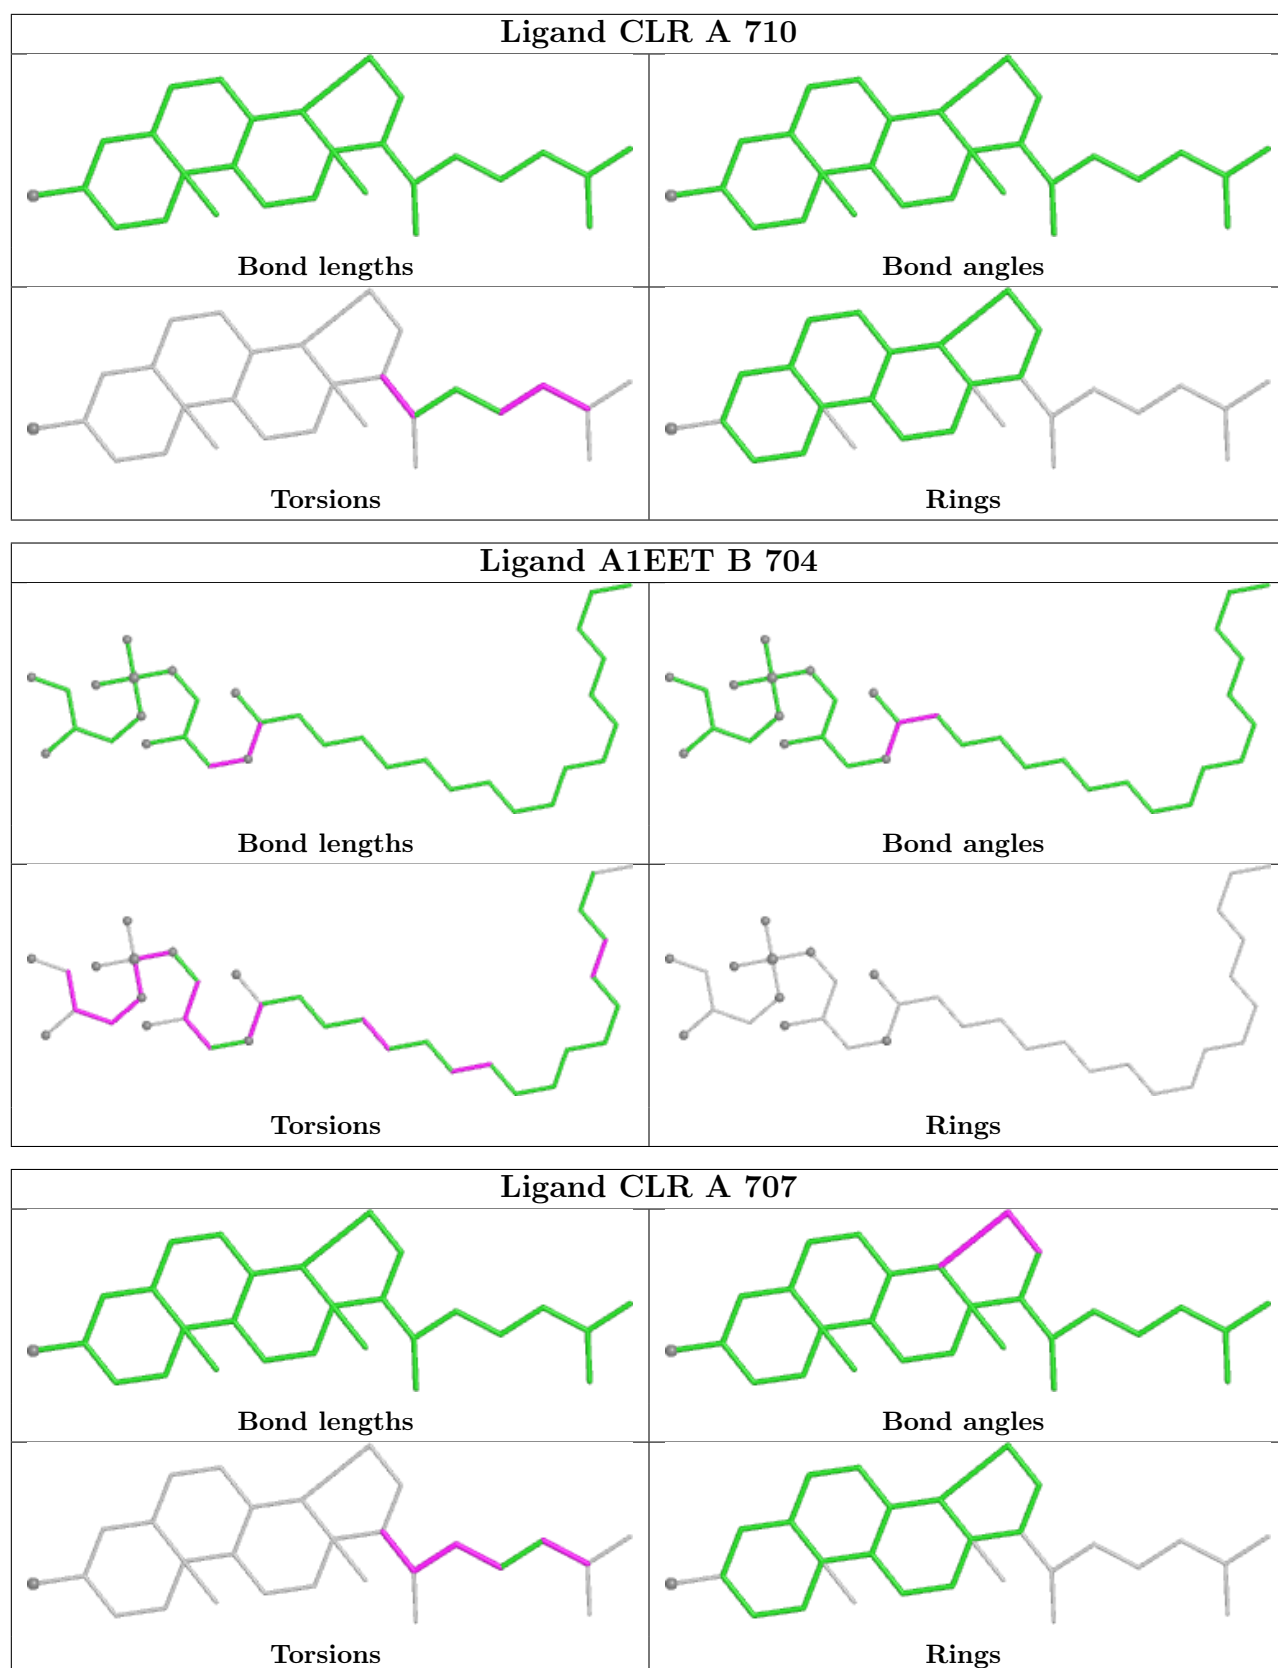 Ligand CLR A 710
Bond lengths
Bond angles
Torsions
Rings
Ligand A1EET B 704
Bond lengths
Bond angles
Torsions
Rings
Ligand CLR A 707
Bond lengths
Bond angles
Torsions
Rings